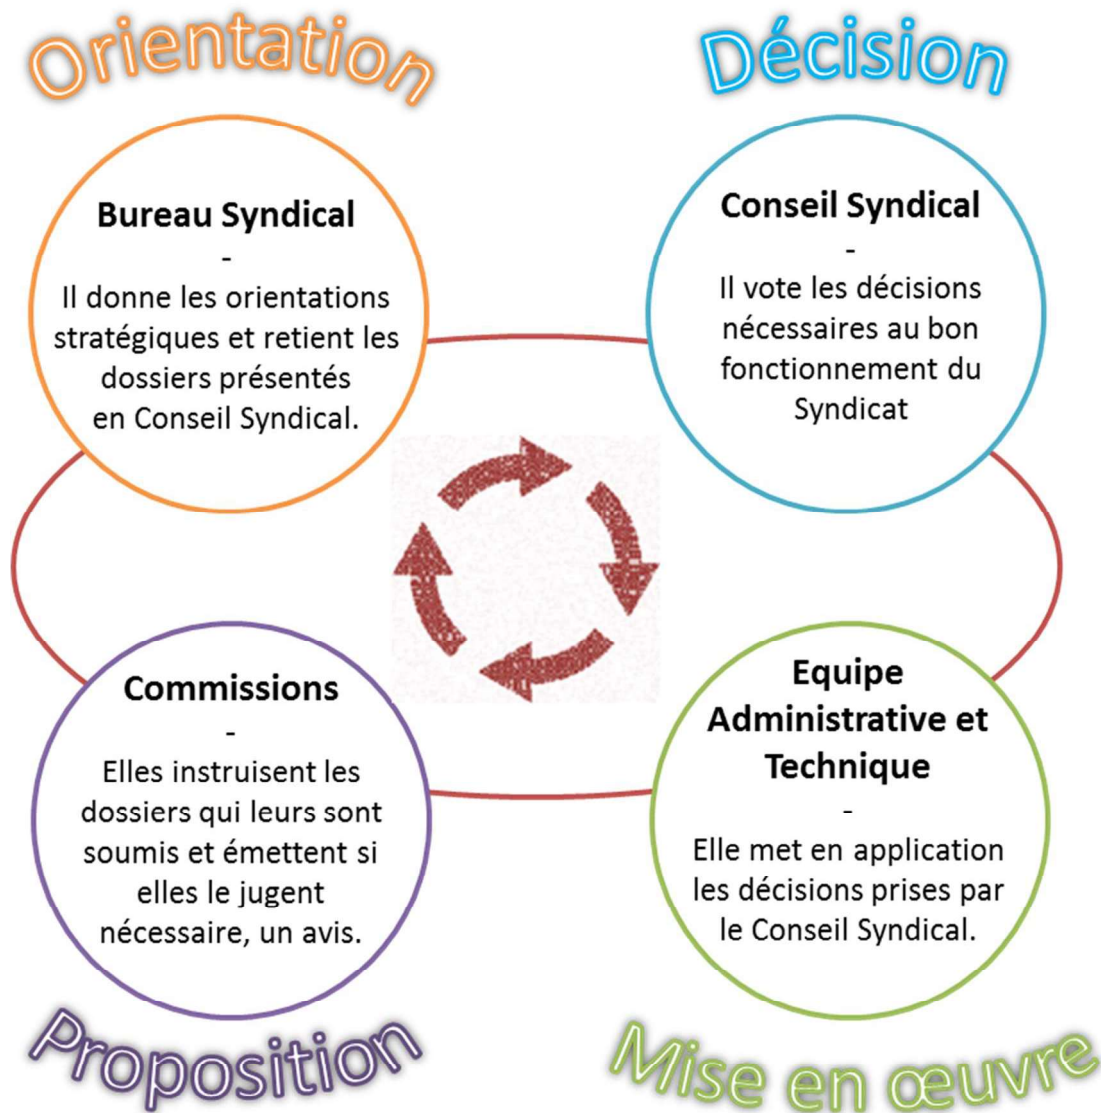 Orientation
Bureau Syndical
-
Il donne les orientations
stratégiques et retient les
dossiers présentés
en Conseil Syndical.
Décision
Conseil Syndical
-
Il vote les décisions
nécessaires au bon
fonctionnement du
Syndicat
Commissions
-
Elles instruisent les
dossiers qui leurs sont
soumis et émettent si
elles le jugent
nécessaire, un avis.
Proposition
Equipe
Administrative et
Technique
-
Elle met en application
les décisions prises par
le Conseil Syndical.
Mise en œuvre